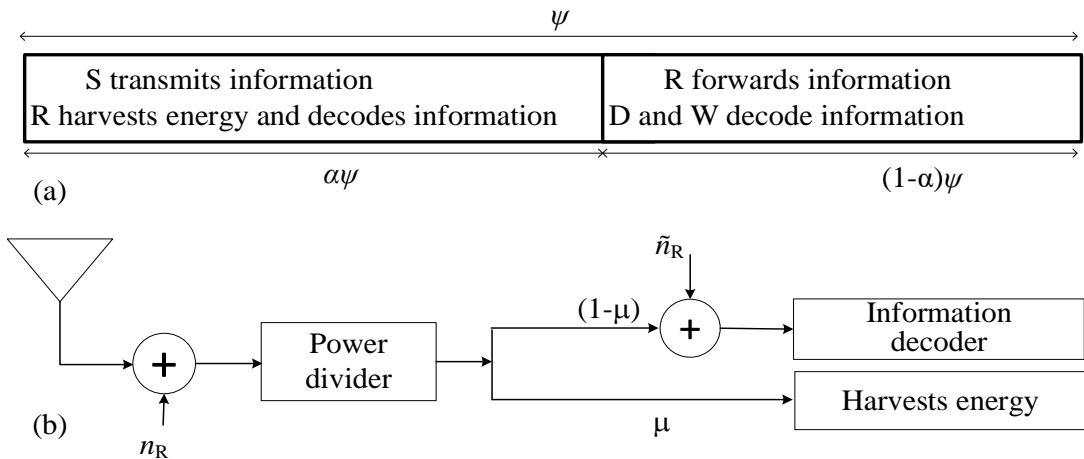 ψ
S transmits information
R harvests energy and decodes information
R forwards information
D and W decode information
αψ
(1-α)ψ
(a)
ñR
(1-μ)
+
Information
decoder
Power
divider
+
Harvests energy
μ
nR
(b)